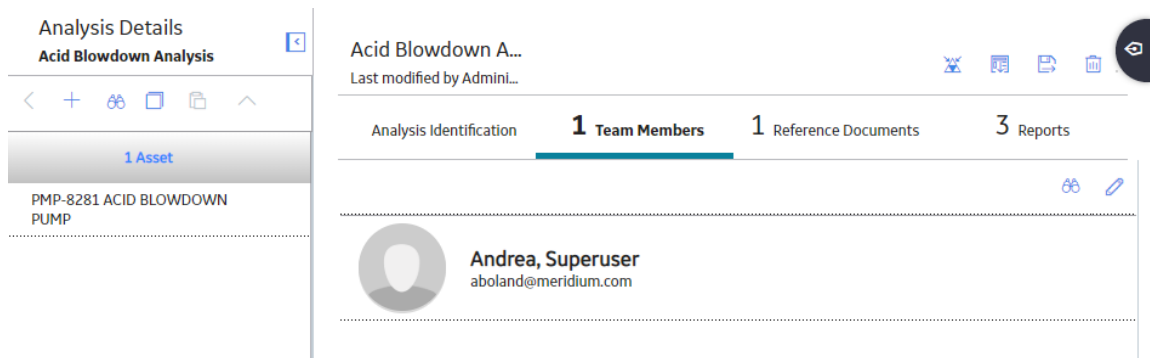 Analysis Details
Acid Blowdown Analysis
1 Asset
PMP-8281 ACID BLOWDOWN
PUMP
Acid Blowdown A...
Last modified by Admini...
Analysis Identification
1 Team Members
1 Reference Documents
3 Reports
Andrea, Superuser
aboland@meridium.com